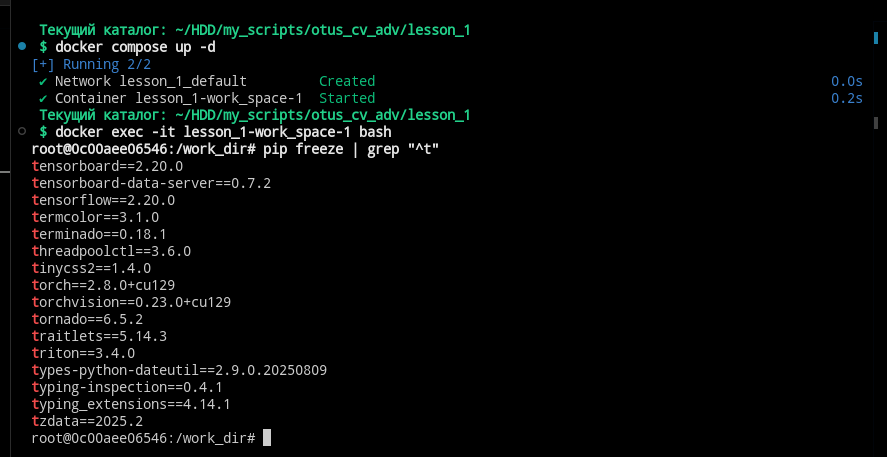 Текущий каталог: ~/HDD/my_scripts/otus_cv_adv/lesson_1
$ docker compose up -d
[+] Running 2/2
✔ Network lesson_1_default Created 0.0s
✔ Container lesson_1-work_space-1 Started 0.2s
Текущий каталог: ~/HDD/my_scripts/otus_cv_adv/lesson_1
$ docker exec -it lesson_1-work_space-1 bash
root@0c00aee06546:/work_dir# pip freeze | grep "^t"
tensorboard==2.20.0
tensorboard-data-server==0.7.2
tensorflow==2.20.0
termcolor==3.1.0
terminado==0.18.1
threadpoolctl==3.6.0
tinycss2==1.4.0
torch==2.8.0+cu129
torchvision==0.23.0+cu129
tornado==6.5.2
traitlets==5.14.3
triton==3.4.0
types-python-dateutil==2.9.0.20250809
typing-inspection==0.4.1
typing_extensions==4.14.1
tzdata==2025.2
root@0c00aee06546:/work_dir#